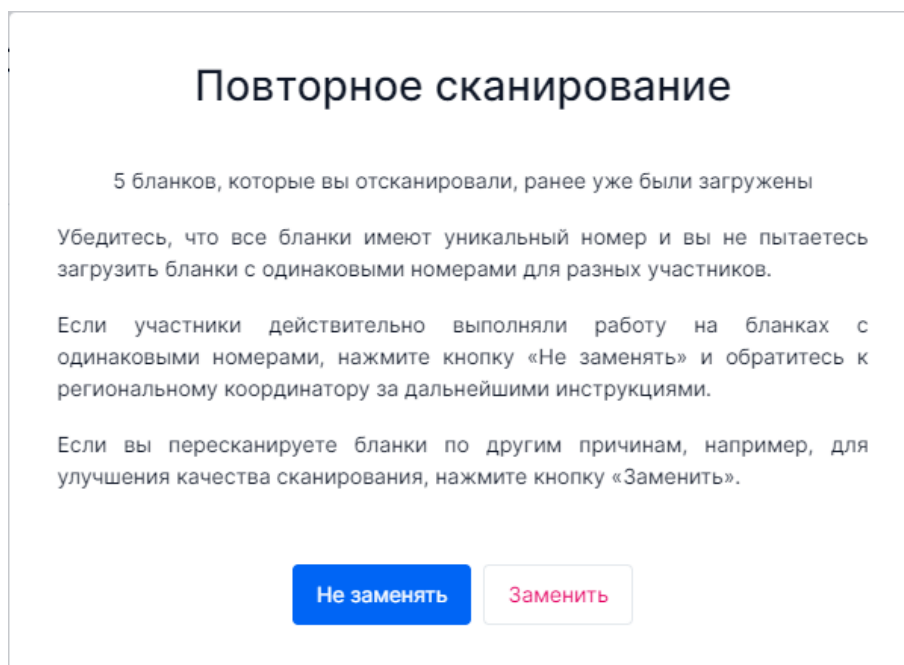 Повторное сканирование
5 бланков, которые вы отсканировали, ранее уже были загружены
Убедитесь, что все бланки имеют уникальный номер и вы не пытаетесь
загрузить бланки с одинаковыми номерами для разных участников.
Если участники действительно выполняли работу на бланках с
одинаковыми номерами, нажмите кнопку «Не заменять» и обратитесь к
региональному координатору за дальнейшими инструкциями.
Если вы пересканируете бланки по другим причинам, например, для
улучшения качества сканирования, нажмите кнопку «Заменить».
Не заменять
Заменить